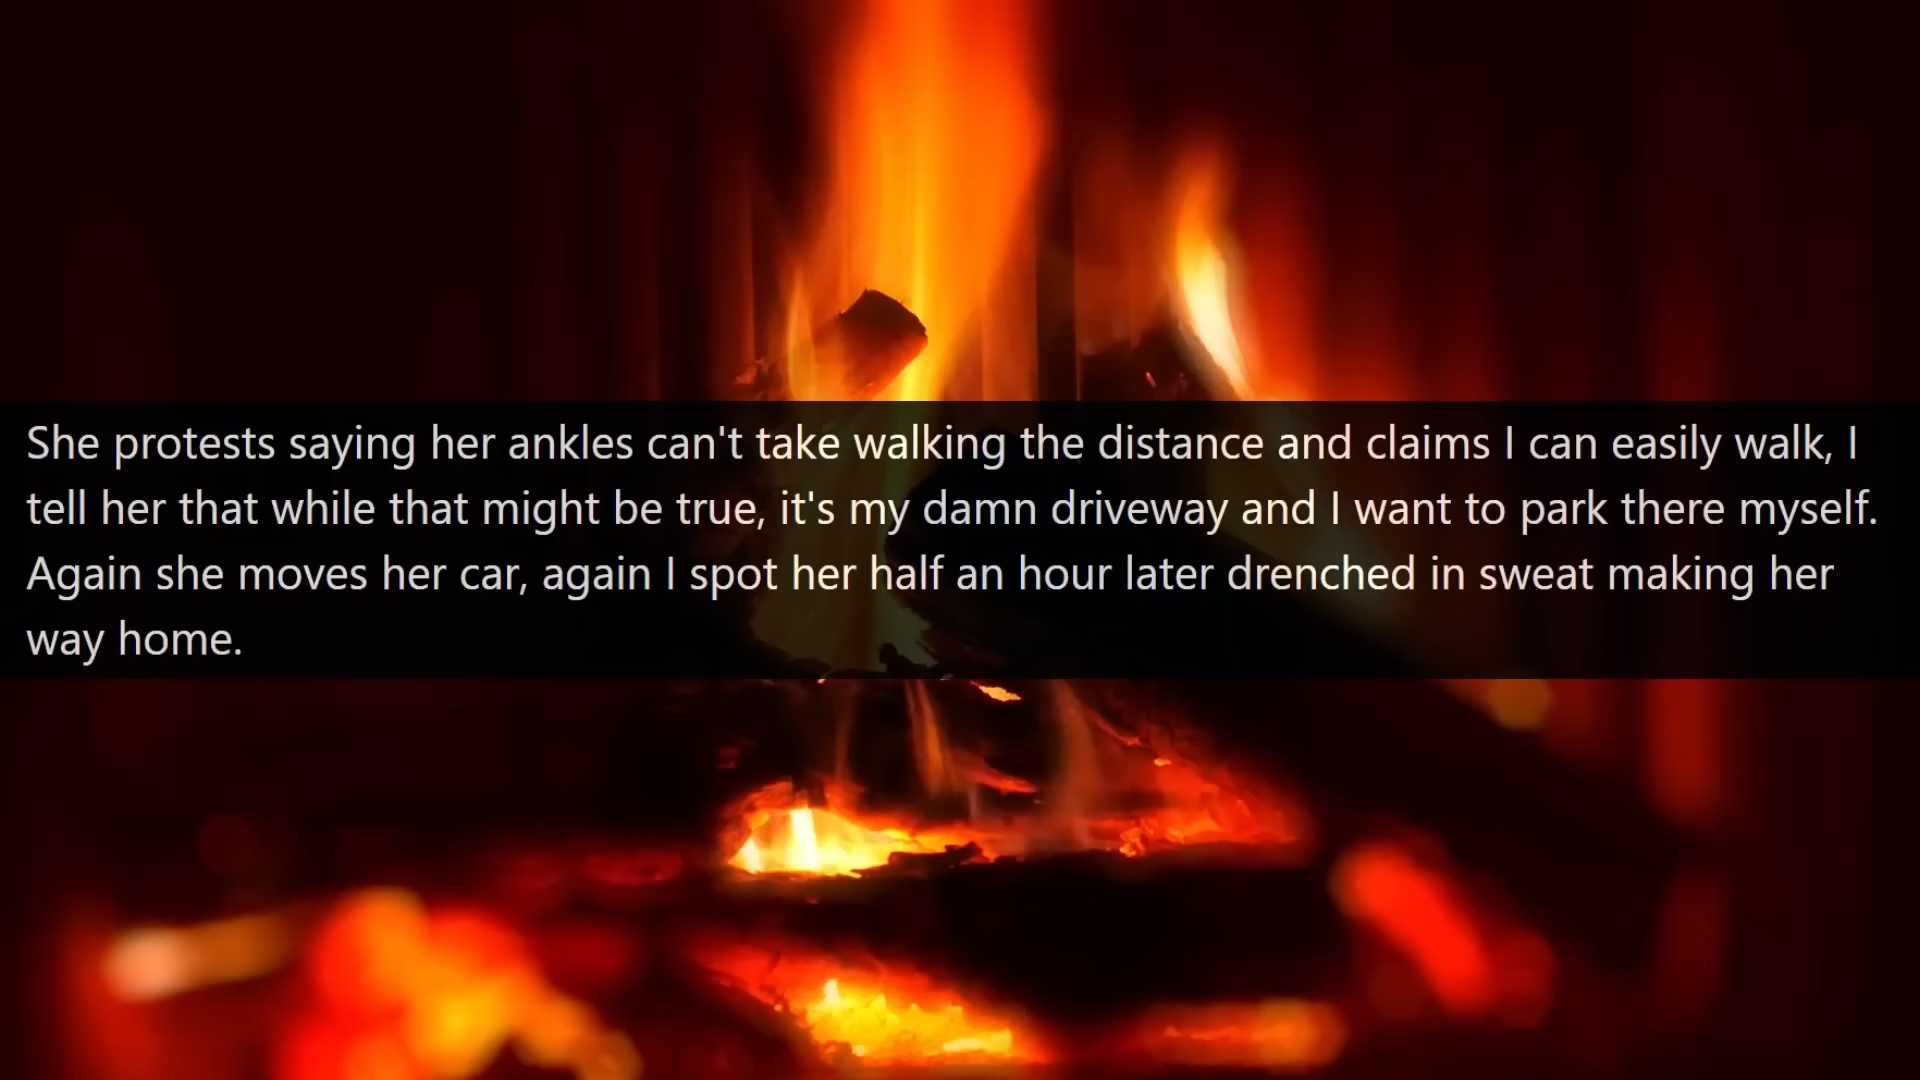 She protests saying her ankles can't take walking the distance and claims I can easily walk, I
tell her that while that might be true, it's my damn driveway and I want to park there myself.
Again she moves her car, again I spot her half an hour later drenched in sweat making her
way home.